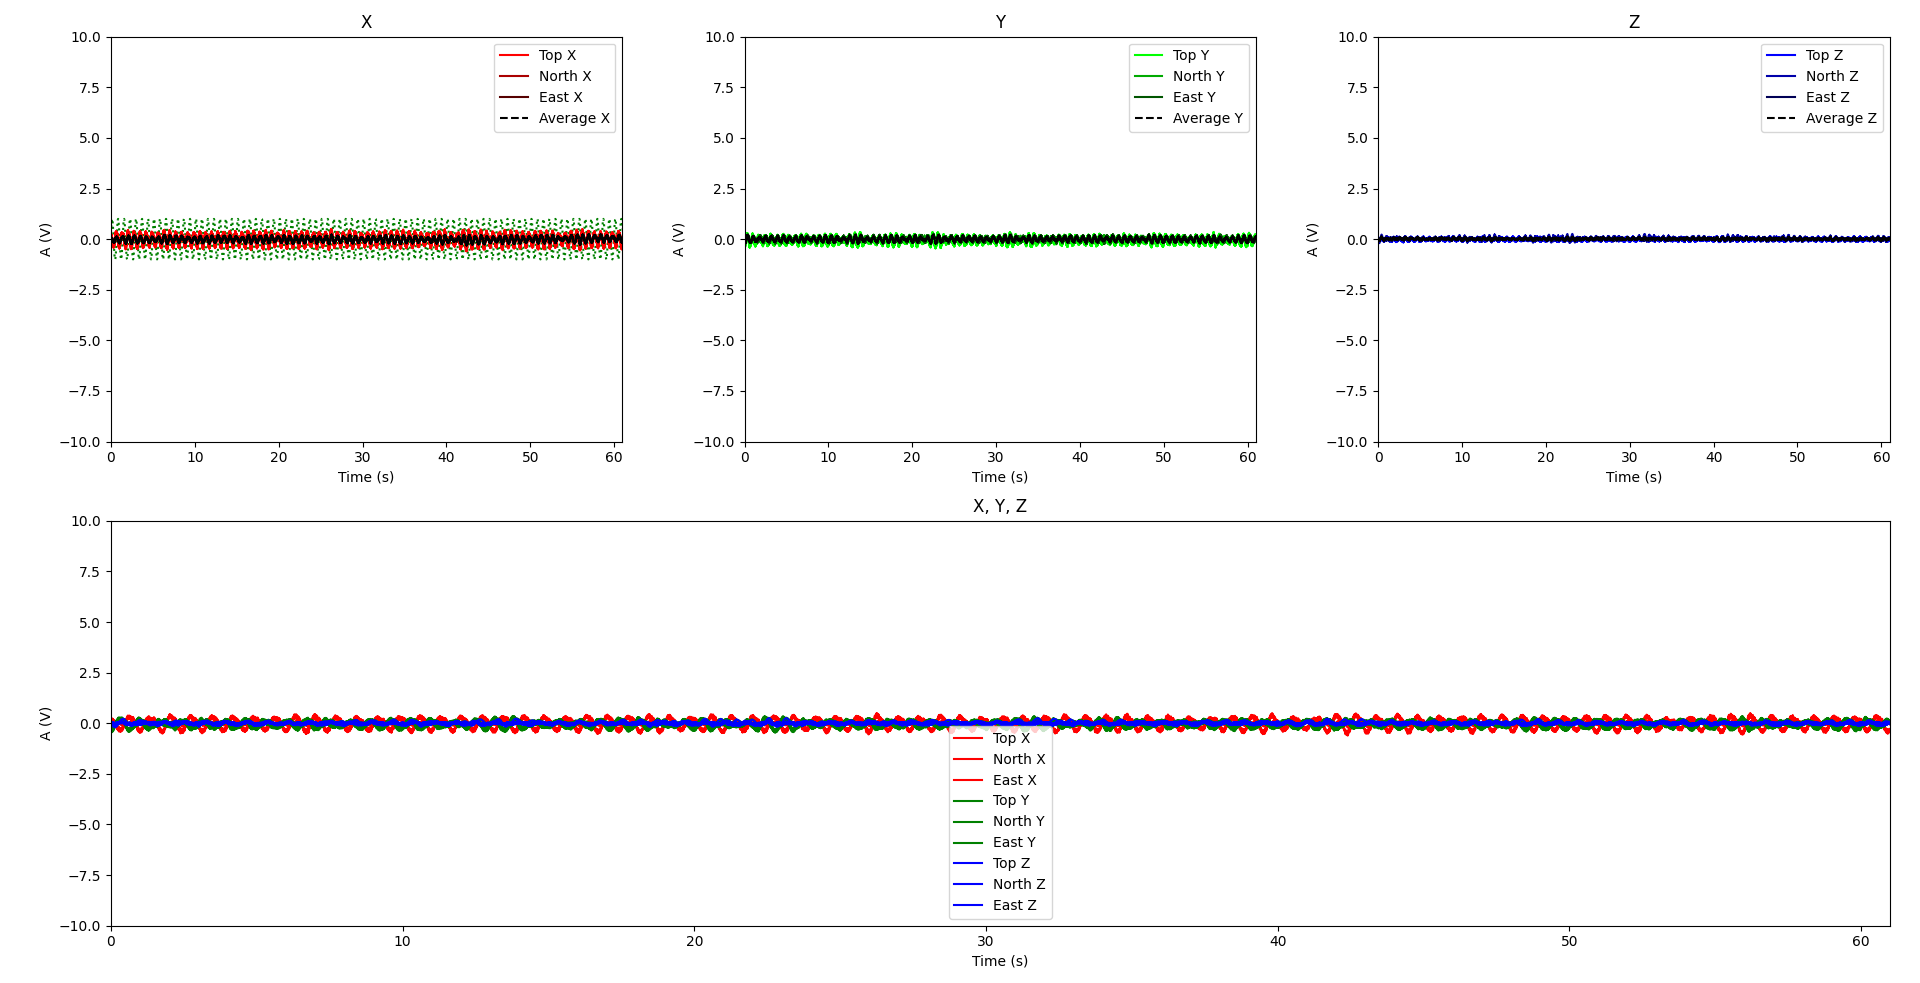 X
Y
Z
10.0
7.5
5.0
2.5
0.0
−2.5
−5.0
−7.5
−10.0
A (V)
Top X
North X
East X
Average X
0 10 20 30 40 50 60
Time (s)
10.0
7.5
5.0
2.5
0.0
−2.5
−5.0
−7.5
−10.0
A (V)
Top Y
North Y
East Y
Average Y
0 10 20 30 40 50 60
Time (s)
10.0
7.5
5.0
2.5
0.0
−2.5
−5.0
−7.5
−10.0
A (V)
Top Z
North Z
East Z
Average Z
0 10 20 30 40 50 60
Time (s)
X, Y, Z
10.0
7.5
5.0
2.5
0.0
−2.5
−5.0
−7.5
−10.0
A (V)
Top X
North X
East X
Top Y
North Y
East Y
Top Z
North Z
East Z
0 10 20 30 40 50 60
Time (s)